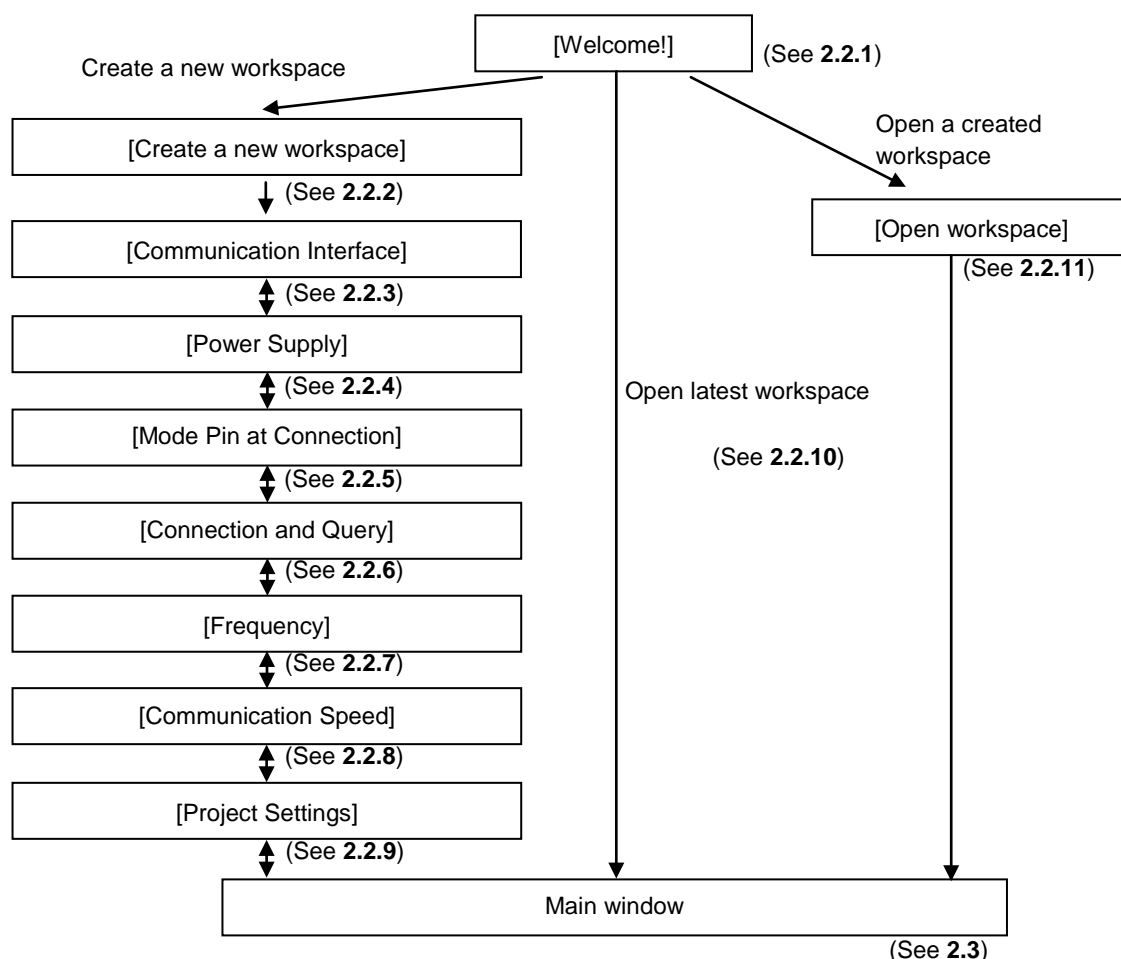 [Welcome!]
(See 2.2.1)
Create a new workspace
[Create a new workspace]
(See 2.2.2)
Open a created
workspace
[Communication Interface]
(See 2.2.3)
[Open workspace]
(See 2.2.11)
[Power Supply]
(See 2.2.4)
Open latest workspace
(See 2.2.10)
[Mode Pin at Connection]
(See 2.2.5)
[Connection and Query]
(See 2.2.6)
[Frequency]
(See 2.2.7)
[Communication Speed]
(See 2.2.8)
[Project Settings]
(See 2.2.9)
Main window
(See 2.3)